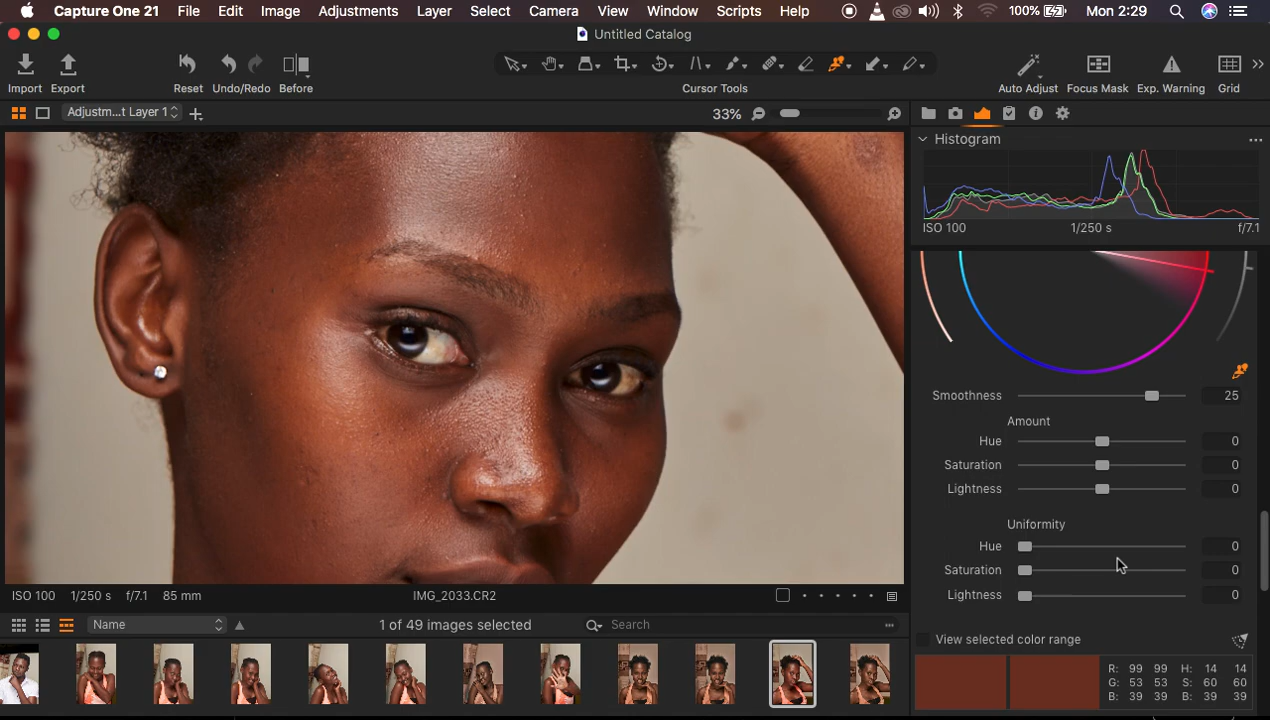 Capture One 21 File Edit Image Adjustments Layer Select Camera View Window Scripts Help 100% Mon 2:29
Untitled Catalog
Import Export Reset Undo/Redo Before Cursor Tools Auto Adjust Focus Mask Exp. Warning Grid
Adjustm...t Layer 1 33%
Histogram
ISO 100 1/250 s f/7.1
Smoothness 25
Amount
Hue 0
Saturation 0
Lightness 0
Uniformity
Hue 0
Saturation 0
Lightness 0
ISO 100 1/250 s f/7.1 85 mm IMG_2033.CR2
Name 1 of 49 images selected Search
View selected color range
R: 99 99 H: 14 14
G: 53 53 S: 60 60
B: 39 39 B: 39 39